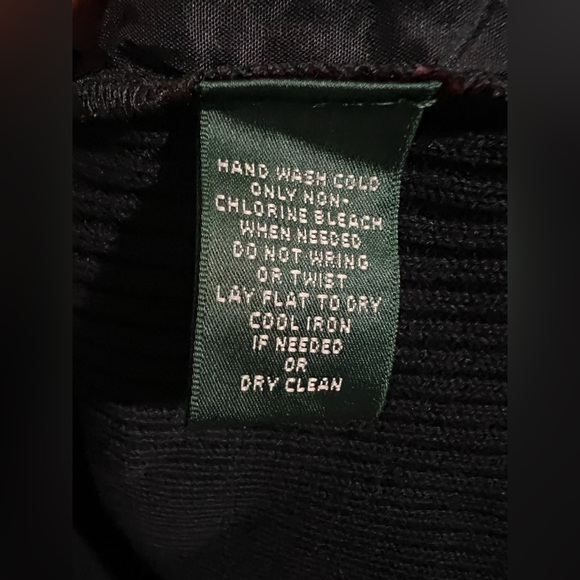 HAND WASH COLD
ONLY NON-
CHLORINE BLEACH
WHEN NEEDED
DO NOT WRING
OR TWIST
LAY FLAT TO DRY
COOL IRON
IF NEEDED
OR
DRY CLEAN